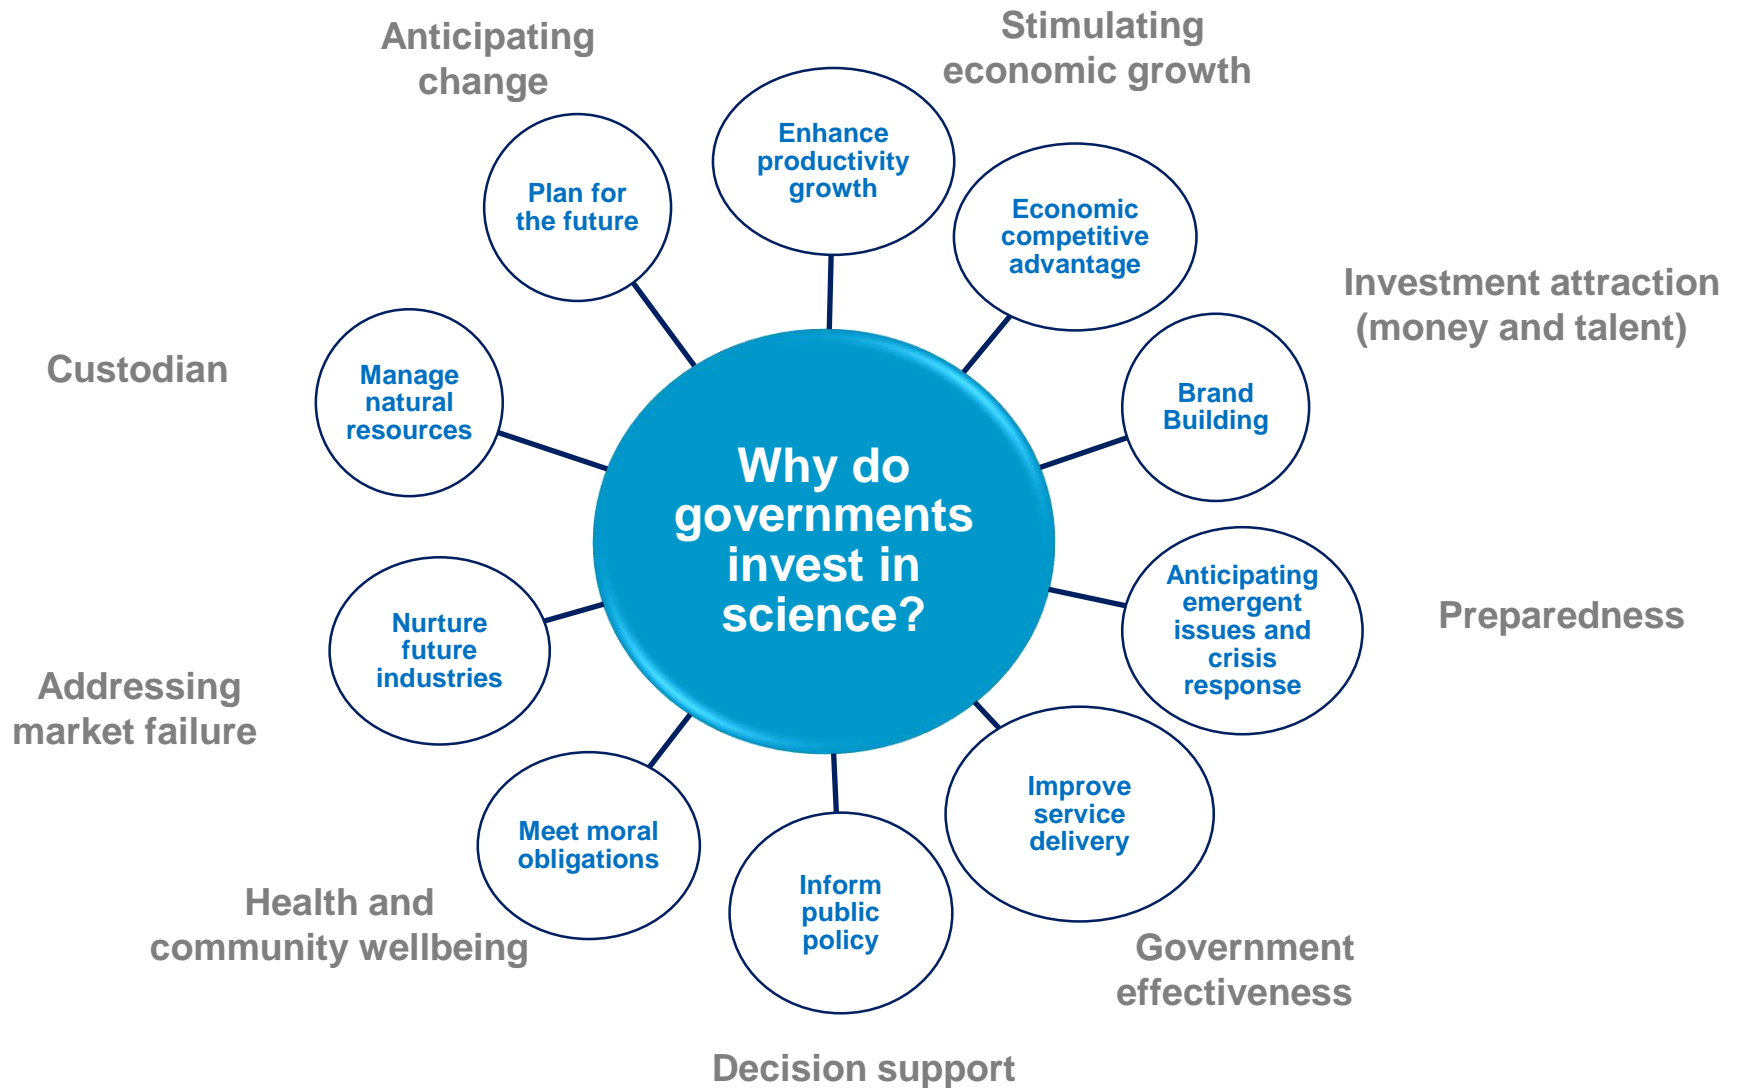 Anticipating
change
Stimulating
economic growth
Enhance
productivity
growth
Plan for
the future
Economic
competitive
advantage
Investment attraction
(money and talent)
Custodian
Manage
natural
resources
Brand
Building
Why do
governments
invest in
science?
Anticipating
emergent
issues and
crisis
response
Preparedness
Nurture
future
industries
Addressing
market failure
Improve
service
delivery
Meet moral
obligations
Inform
public
policy
Health and
community wellbeing
Government
effectiveness
Decision support